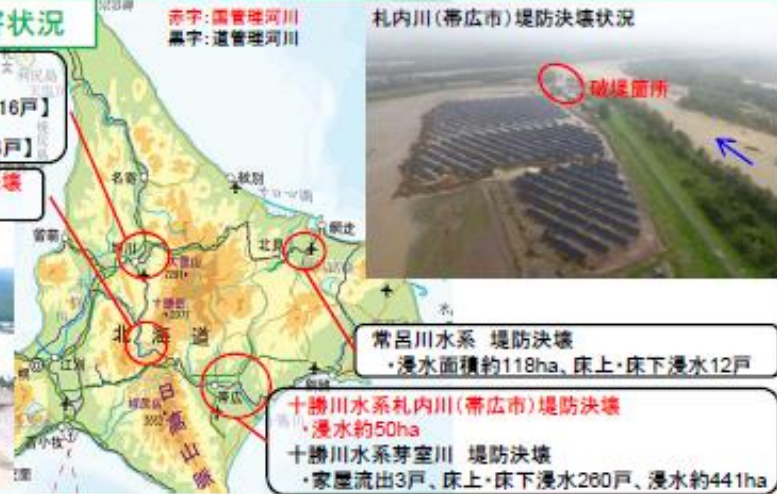 状況
赤字:国管理河川
黒字:道管理河川
札内川(帯広市)堤防決壊状況
破堤箇所
16戸】
戸】
壊
名寄
紋別
留萌
旭川
北見
網走
大雪山
十勝岳
北海道
江別
帯広
釧路
苫小牧
日高山
常呂川水系 堤防決壊
・浸水面積約118ha、床上・床下浸水12戸
十勝川水系札内川(帯広市)堤防決壊
・浸水約50ha
十勝川水系芽室川 堤防決壊
・家屋流出3戸、床上・床下浸水260戸、浸水約441ha